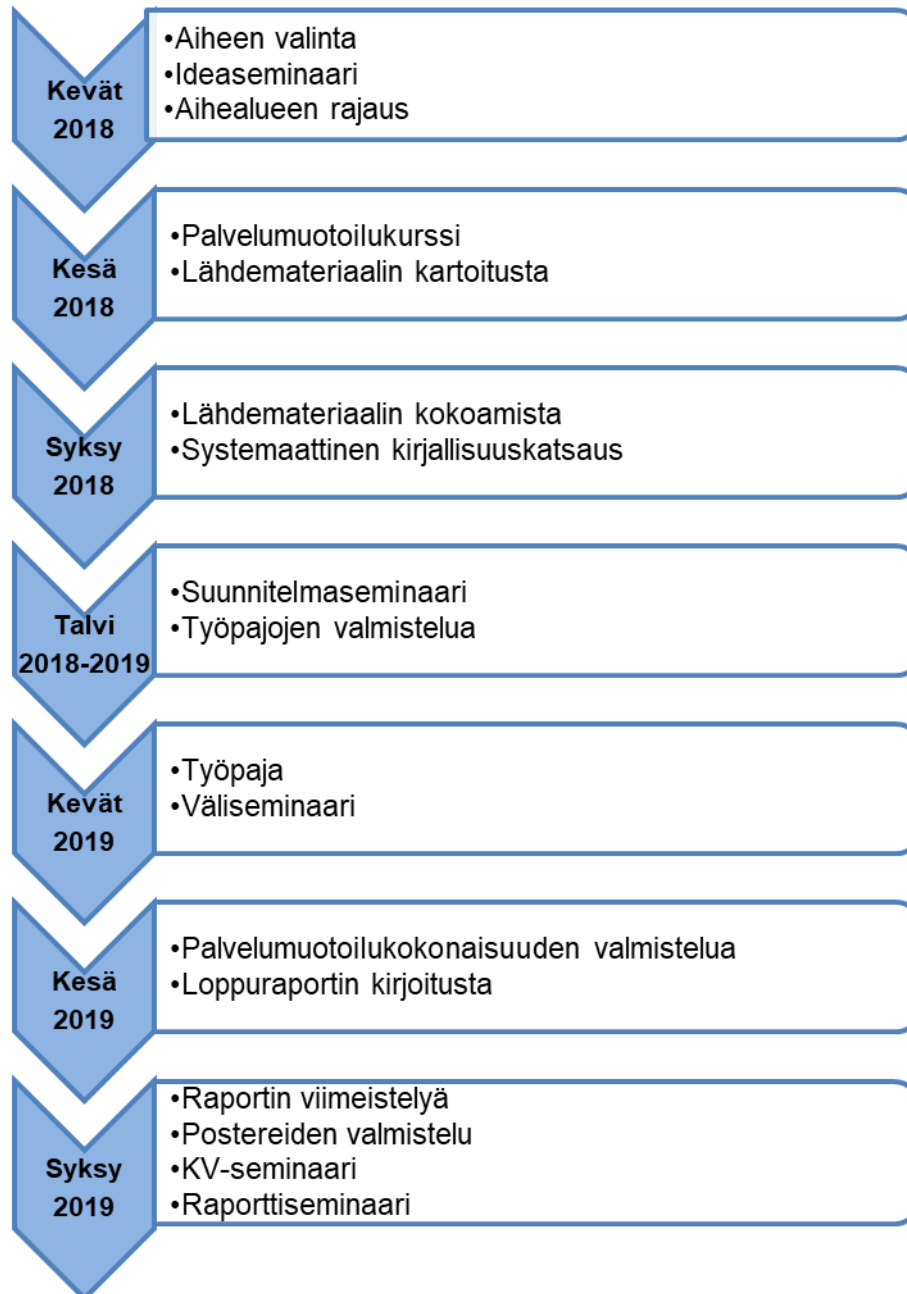 Kevät
2018
•Aiheen valinta
•Ideaseminaari
•Aihealueen rajaus
Kesä
2018
•Palvelumuotoilukurssi
•Lähdemateriaalin kartoitusta
Syksy
2018
•Lähdemateriaalin kokoamista
•Systemaattinen kirjallisuuskatsaus
Talvi
2018-2019
•Suunnitelmaseminaari
•Työpajojen valmistelua
Kevät
2019
•Työpaja
•Väliseminaari
Kesä
2019
•Palvelumuotoilukokonaisuuden valmistelua
•Loppuraportin kirjoitusta
Syksy
2019
•Raportin viimeistelyä
•Postereiden valmistelu
•KV-seminaari
•Raporttiseminaari